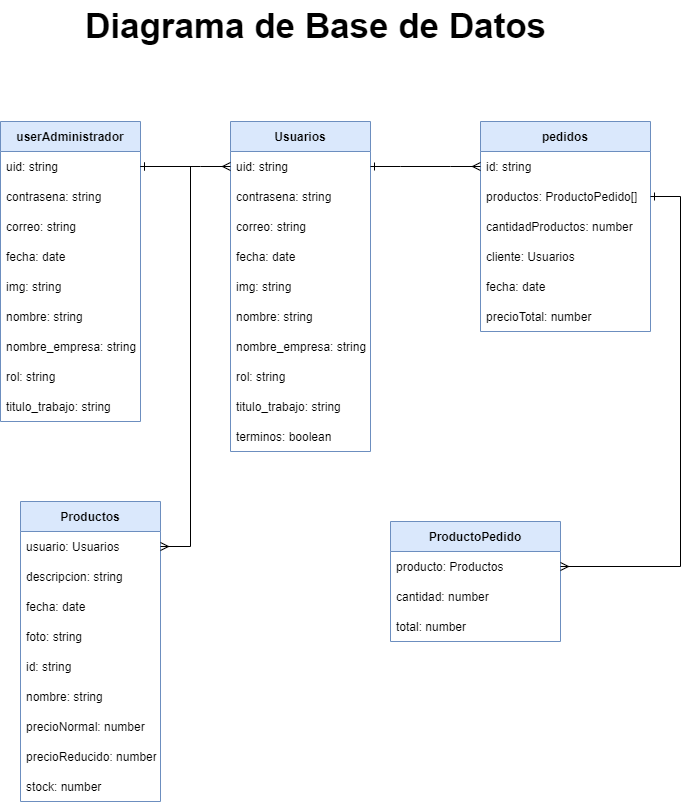 Diagrama de Base de Datos
userAdministrador
uid: string
contrasena: string
correo: string
fecha: date
img: string
nombre: string
nombre_empresa: string
rol: string
titulo_trabajo: string
Usuarios
uid: string
contrasena: string
correo: string
fecha: date
img: string
nombre: string
nombre_empresa: string
rol: string
titulo_trabajo: string
terminos: boolean
pedidos
id: string
productos: ProductoPedido[]
cantidadProductos: number
cliente: Usuarios
fecha: date
precioTotal: number
Productos
usuario: Usuarios
descripcion: string
fecha: date
foto: string
id: string
nombre: string
precioNormal: number
precioReducido: number
stock: number
ProductoPedido
producto: Productos
cantidad: number
total: number